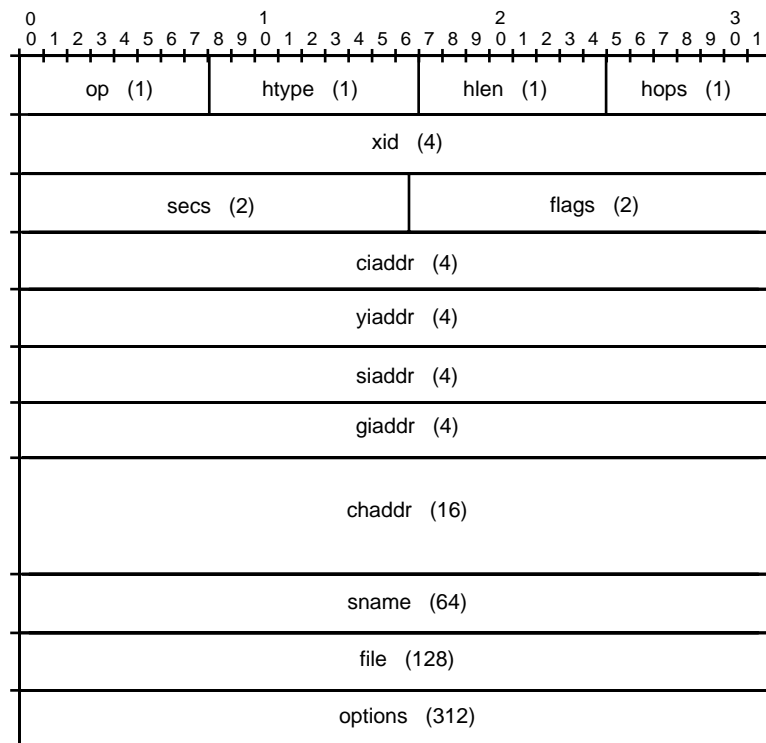 0 1 2 3
0 1 2 3 4 5 6 7 8 9 0 1 2 3 4 5 6 7 8 9 0 1 2 3 4 5 6 7 8 9 0 1
op (1) htype (1) hlen (1) hops (1)
xid (4)
secs (2) flags (2)
ciaddr (4)
yiaddr (4)
siaddr (4)
giaddr (4)
chaddr (16)
sname (64)
file (128)
options (312)